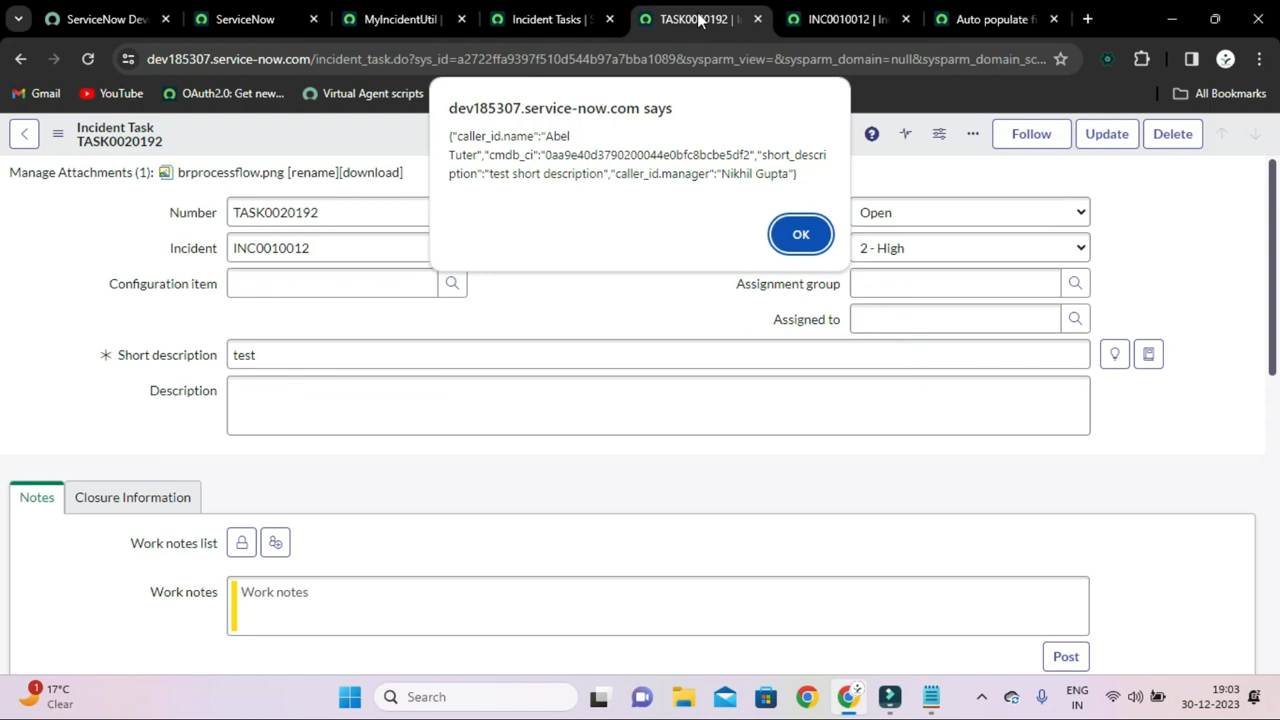 ServiceNow Dev
ServiceNow
MyIncidentUtil |
Incident Tasks | S
TASK0020192 | I
INC0010012 | In
Auto populate fi
dev185307.service-now.com/incident_task.do?sys_id=a2722ffa9397f510d544b97a7bba1089&sysparm_view=&sysparm_domain=null&sysparm_domain_sc...
Gmail
YouTube
OAuth2.0: Get new...
Virtual Agent scripts
All Bookmarks
dev185307.service-now.com says
{"caller_id.name":"Abel
Tuter","cmdb_ci":"0aa9e40d3790200044e0bfc8bcbe5df2","short_descri
ption":"test short description","caller_id.manager":"Nikhil Gupta"}
OK
Incident Task
TASK0020192
Follow
Update
Delete
Manage Attachments (1):
brprocessflow.png [rename][download]
Number
TASK0020192
Open
Incident
INC0010012
2 - High
Configuration item
Assignment group
Assigned to
Short description
test
Description
Notes
Closure Information
Work notes list
Work notes
Work notes
Post
1
17°C
Clear
Search
ENG
IN
19:03
30-12-2023